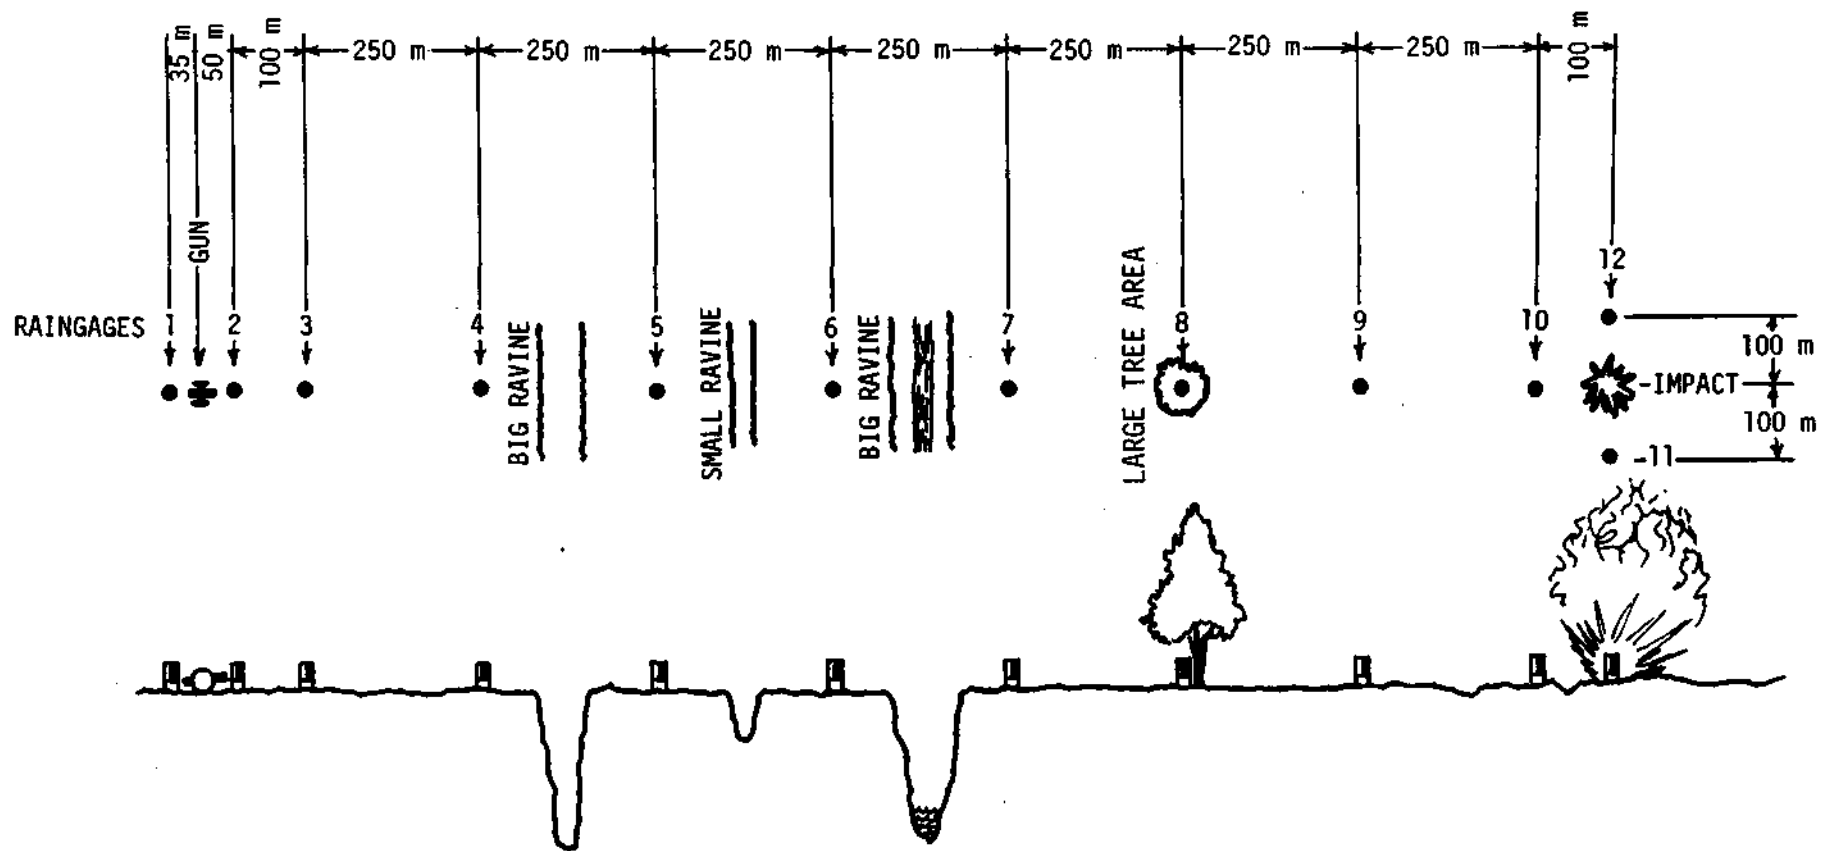 35 m
50 m
100 m
250 m
250 m
250 m
250 m
250 m
250 m
250 m
100 m
GUN
12
RAINGAGES 1 2 3 4 5 6 7 8 9 10
BIG RAVINE
SMALL RAVINE
BIG RAVINE
LARGE TREE AREA
100 m
IMPACT
100 m
11